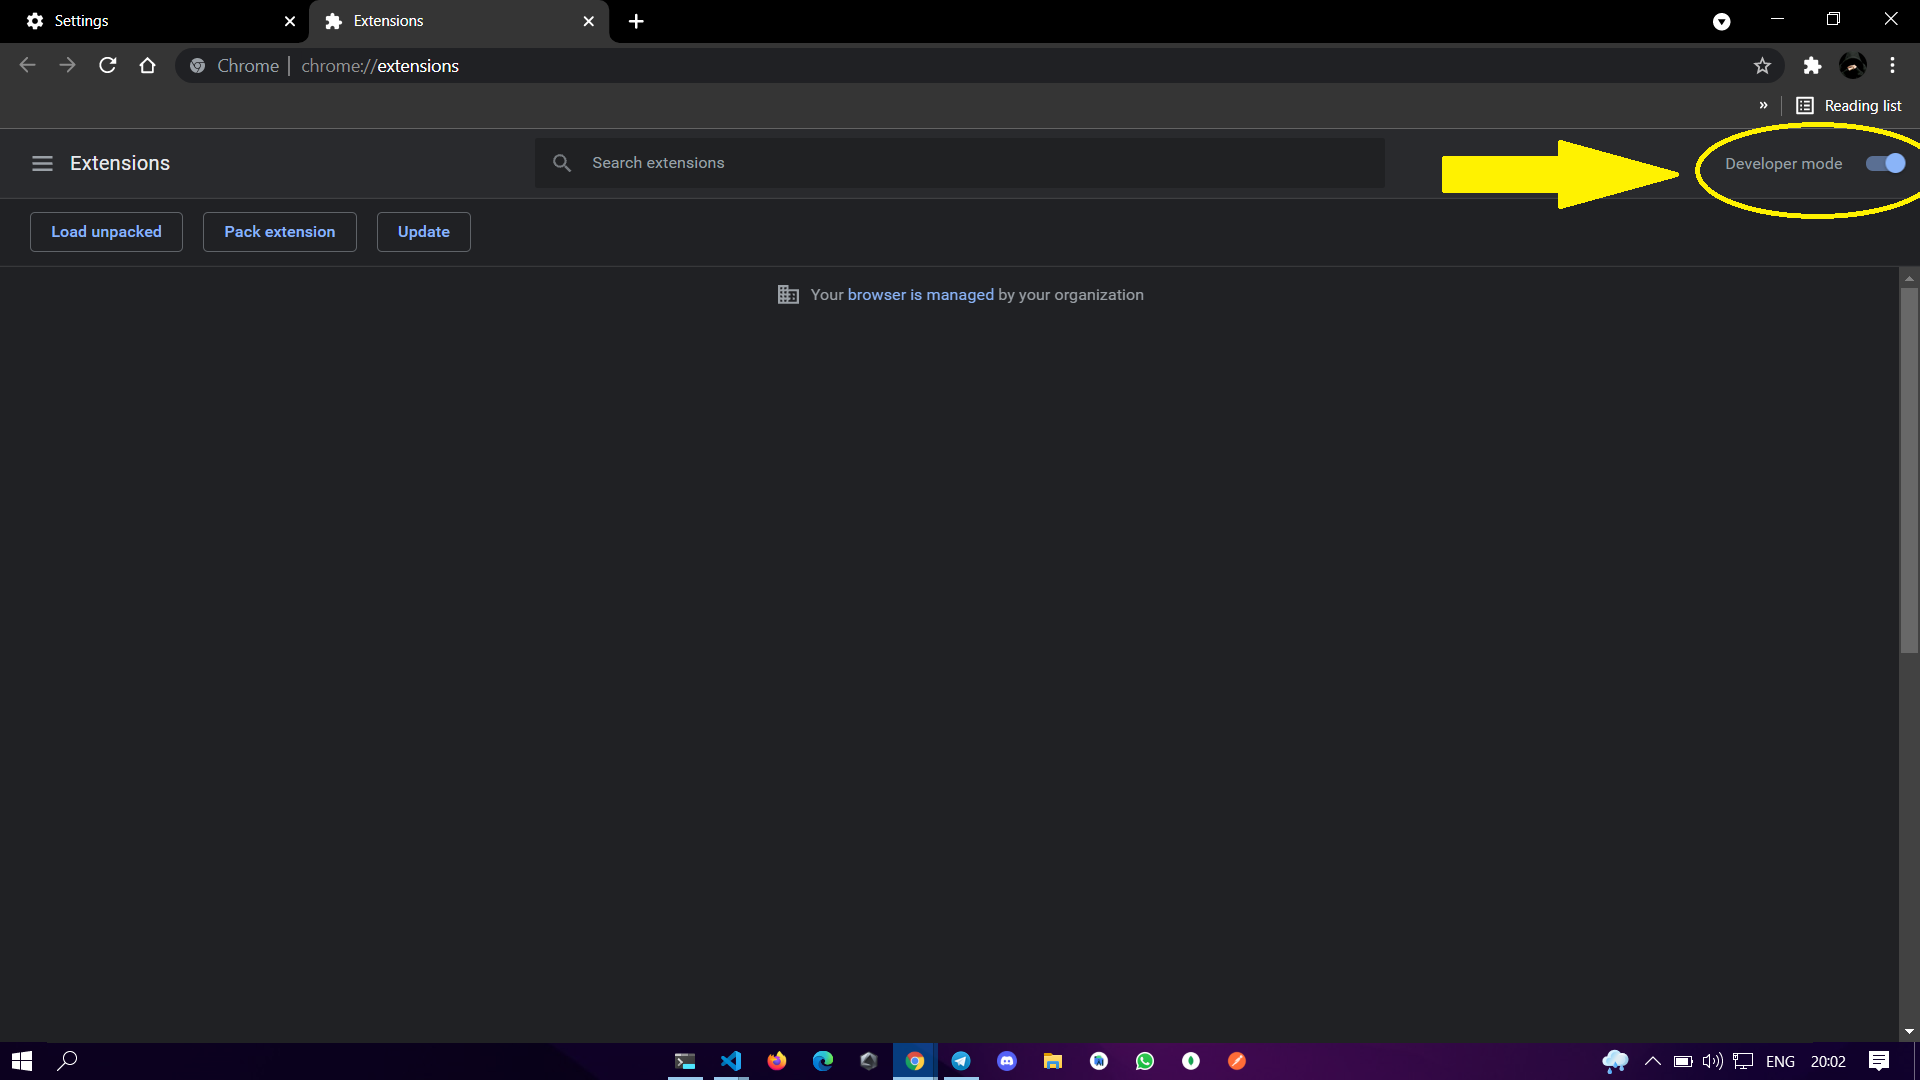 Settings
Extensions
Chrome | chrome://extensions
» Reading list
Extensions
Search extensions
Developer mode
Load unpacked
Pack extension
Update
Your browser is managed by your organization
ENG
20:02